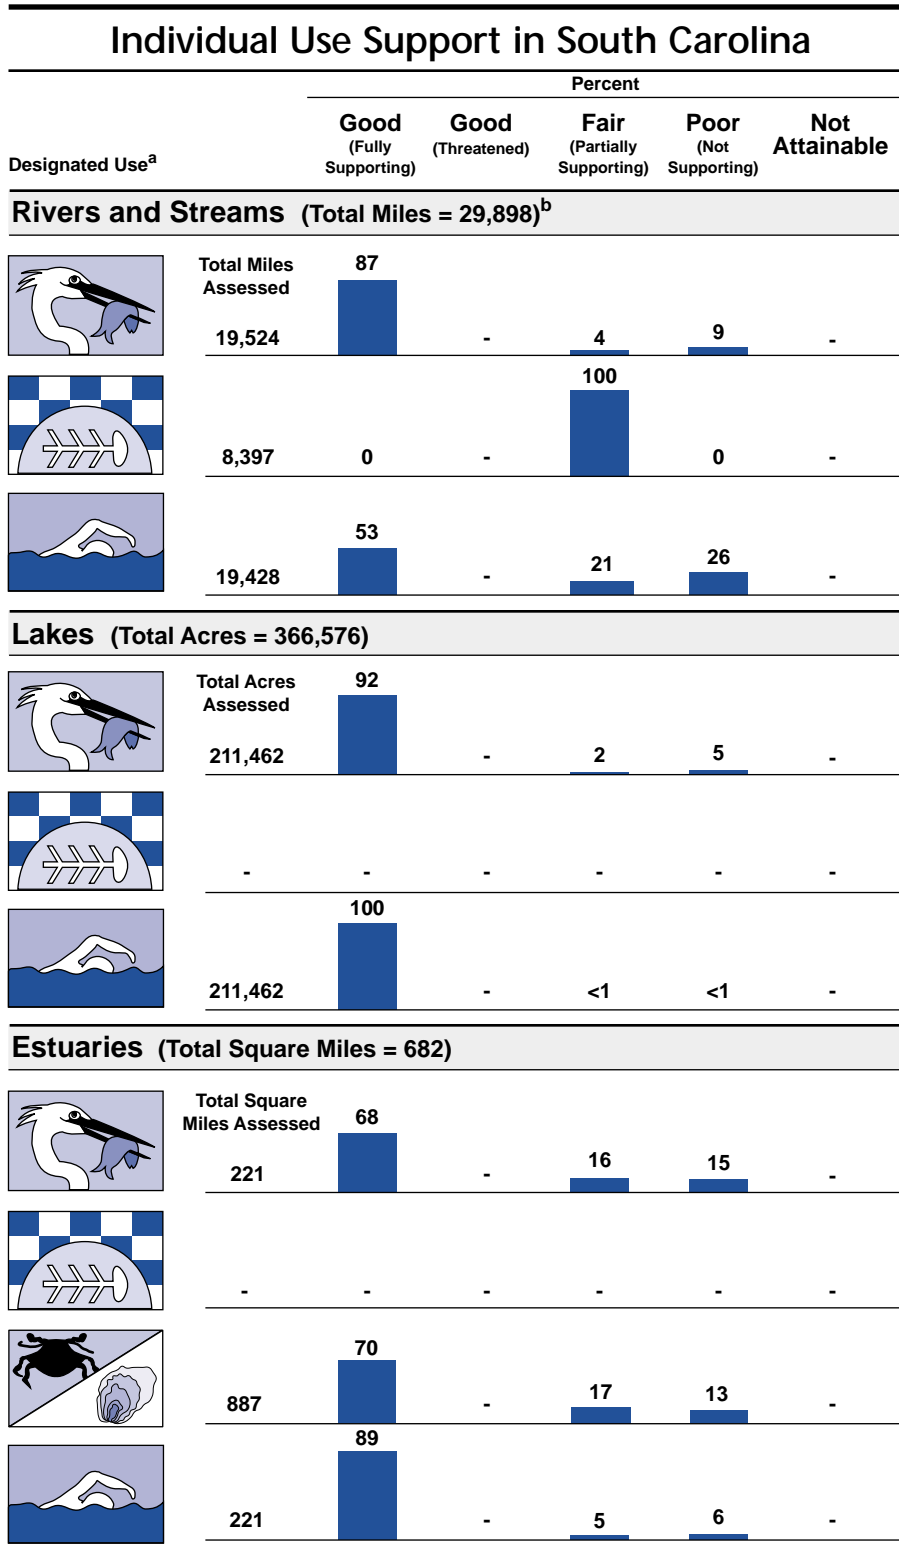 Individual Use Support in South Carolina
Percent
Designated Use^a
Good (Fully Supporting)
Good (Threatened)
Fair (Partially Supporting)
Poor (Not Supporting)
Not Attainable
Rivers and Streams (Total Miles = 29,898)^b
Total Miles Assessed
87
19,524 - 4 9 -
100
8,397 0 - 0 -
53
19,428 - 21 26 -
Lakes (Total Acres = 366,576)
Total Acres Assessed
92
211,462 - 2 5 -
- - - - - -
100
211,462 - <1 <1 -
Estuaries (Total Square Miles = 682)
Total Square Miles Assessed
68
221 - 16 15 -
- - - - - -
70
887 - 17 13 -
89
221 - 5 6 -